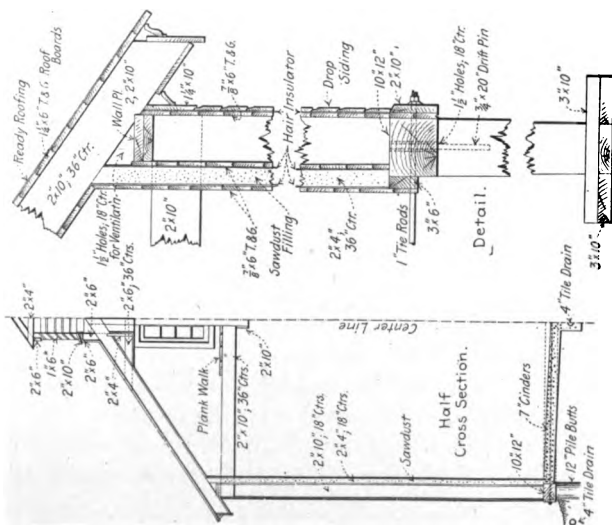 Ready Roofing
1⅛"x6" T.&G. Roof
Boards
2"x10", 36" Ctr.
Wall Pl.
2, 2"x10"
1¼"x10"
1½" Holes, 18" Ctr.
for Ventilat'n
2"x10"
⅞"x6" T.&G.
Drop
Siding
Hair Insulator
⅞"x6" T.&G.
Sawdust
Filling
2"x4",
36" Ctr.
10"x12"
2"x10",
1" Tie Rods
3"x6"
1½" Holes, 18" Ctr.
¾"x20" Drift Pin
Detail.
3"x10"
3"x10"
2"x4"
2"x6"
1"x6"
2"x10"
2"x6"
2"x4"
2"x6"
2"x6", 36" Ctrs.
Plank Walk
2"x10", 36" Ctrs.
2"x10"
Center Line
2"x10", 18" Ctrs.
2"x4", 18" Ctrs.
Sawdust
Half
Cross Section.
7" Cinders
10"x12"
4" Tile Drain
12" Pile Butts
4" Tile Drain